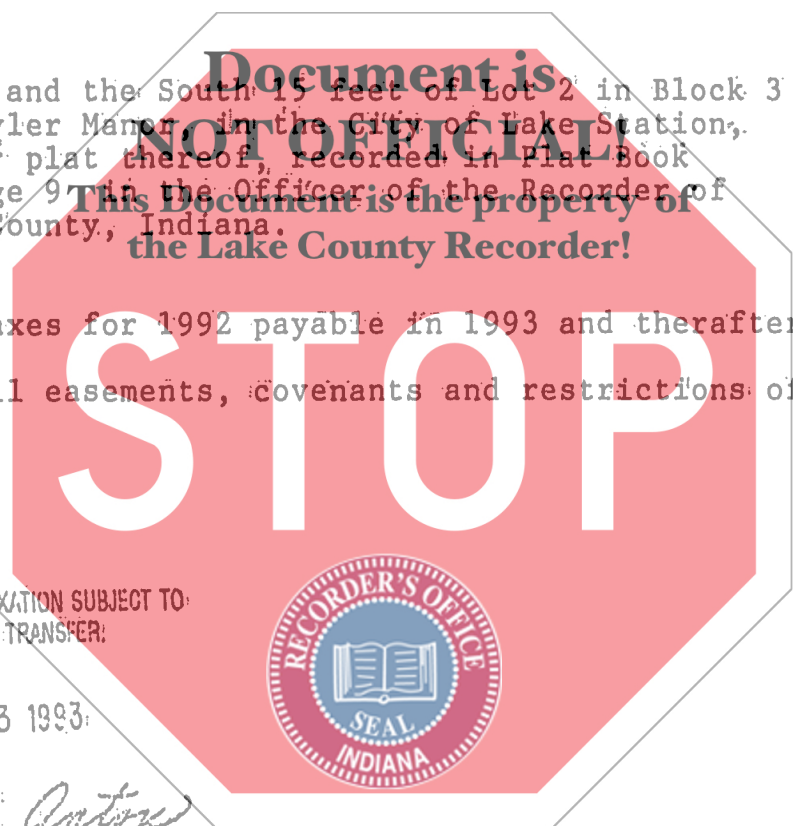 Document is
and the South 15 feet of Lot 2 in Block 3
yler Manor, in the City of Lake Station,
NOT OFFICIAL!
plat thereof, recorded in Plat Book
ge 9 in the Officer of the Recorder of
This Document is the property of
ounty, Indiana.
the Lake County Recorder!
axes for 1992 payable in 1993 and therafter
ll easements, covenants and restrictions of
STOP
XATION SUBJECT TO
TRANSFER.
3 1993
RECORDER'S OFFICE
SEAL
INDIANA